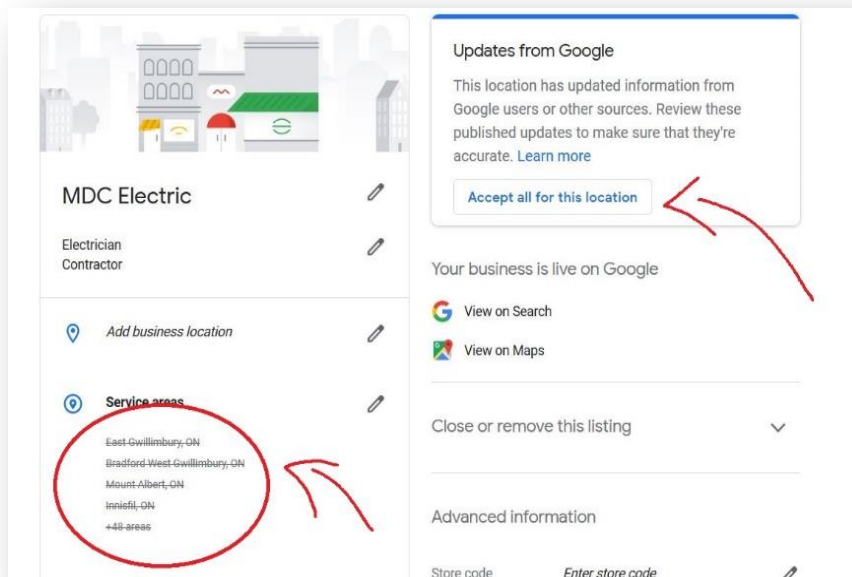 MDC Electric
Electrician
Contractor
Add business location
Service areas
East Gwillimbury, ON
Bradford West Gwillimbury, ON
Mount Albert, ON
Innisfil, ON
+48 areas
Updates from Google
This location has updated information from
Google users or other sources. Review these
published updates to make sure that they're
accurate. Learn more
Accept all for this location
Your business is live on Google
View on Search
View on Maps
Close or remove this listing
Advanced information
Store code Enter store code